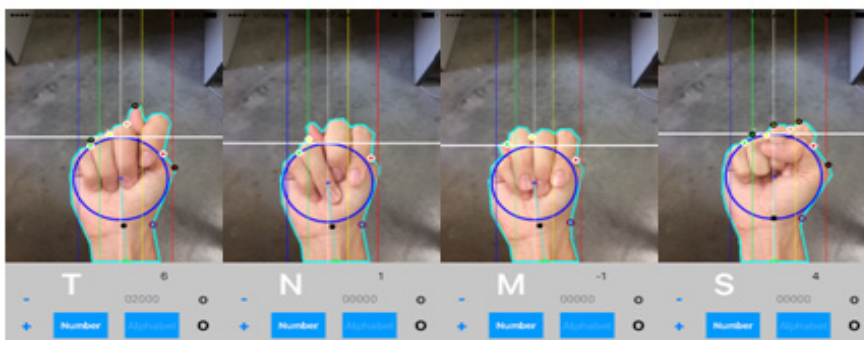 T 6 N 1 M -1 S 4
- 02000 O - 00000 O - 00000 O - 00000 O
+ Number Alphabet O + Number Alphabet O + Number Alphabet O + Number Alphabet O